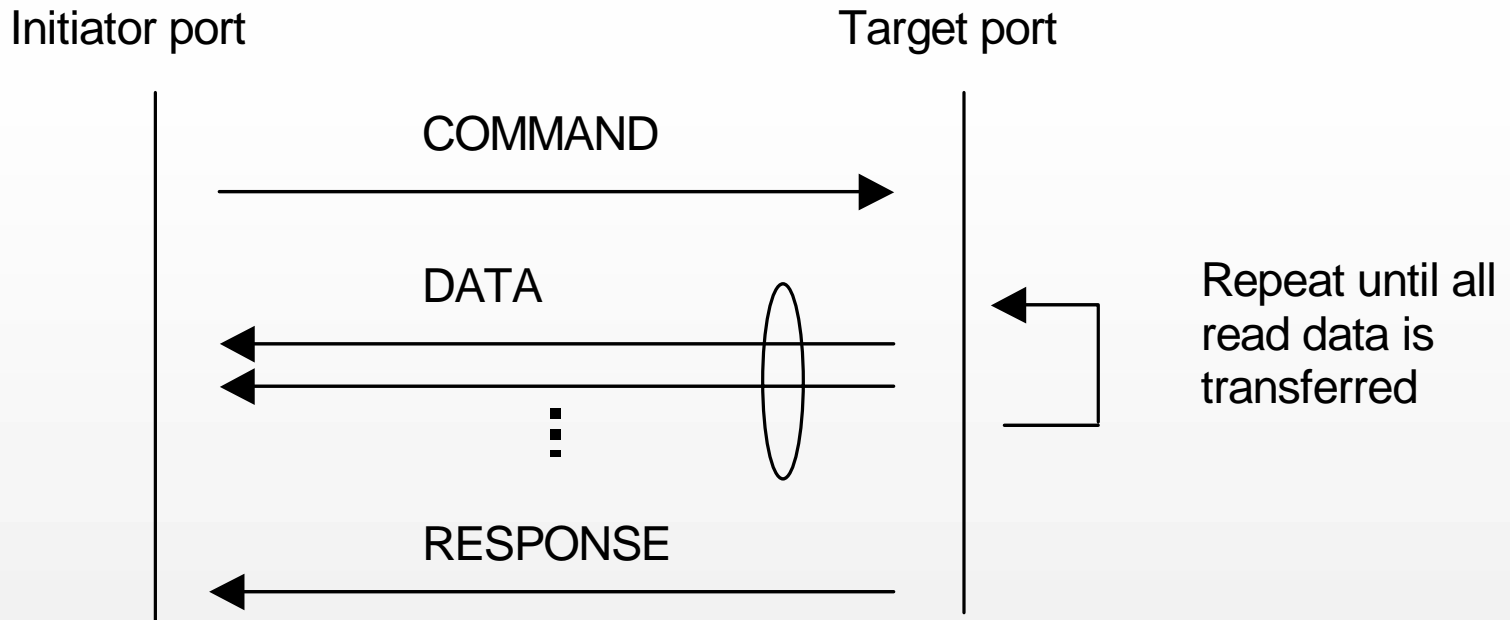 Initiator port
Target port
COMMAND
DATA
Repeat until all
read data is
transferred
RESPONSE